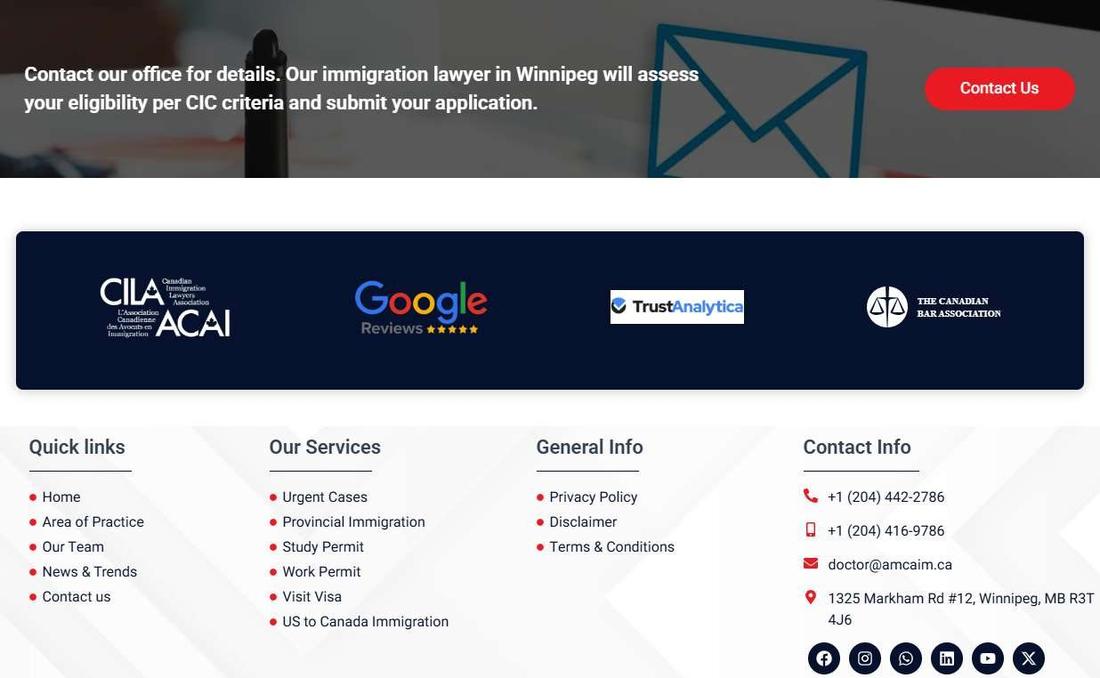 Contact our office for details. Our immigration lawyer in Winnipeg will assess
your eligibility per CIC criteria and submit your application.
Contact Us
CILA Canadian
Immigration
Lawyers
Association
L'Association
Canadienne
des Avocats en
Immigration
ACAI
Google
Reviews
TrustAnalytica
THE CANADIAN
BAR ASSOCIATION
Quick links
Home
Area of Practice
Our Team
News & Trends
Contact us
Our Services
Urgent Cases
Provincial Immigration
Study Permit
Work Permit
Visit Visa
US to Canada Immigration
General Info
Privacy Policy
Disclaimer
Terms & Conditions
Contact Info
+1 (204) 442-2786
+1 (204) 416-9786
doctor@amcaim.ca
1325 Markham Rd #12, Winnipeg, MB R3T
4J6